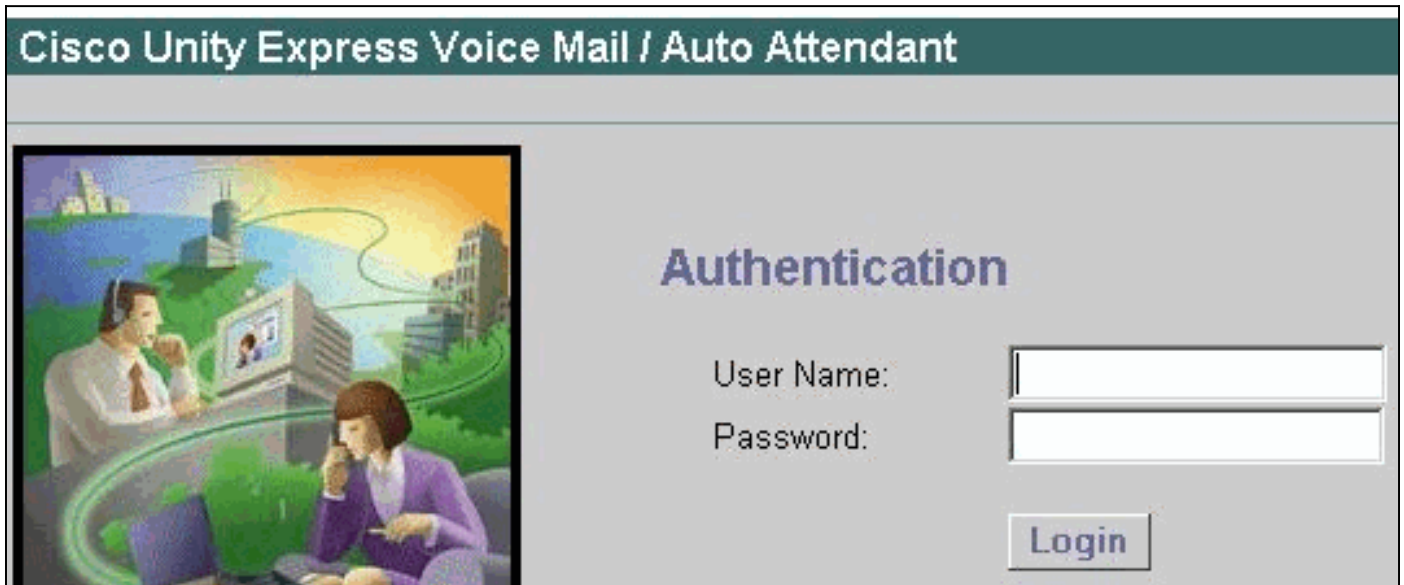 Cisco Unity Express Voice Mail / Auto Attendant
Authentication
User Name:
Password:
Login